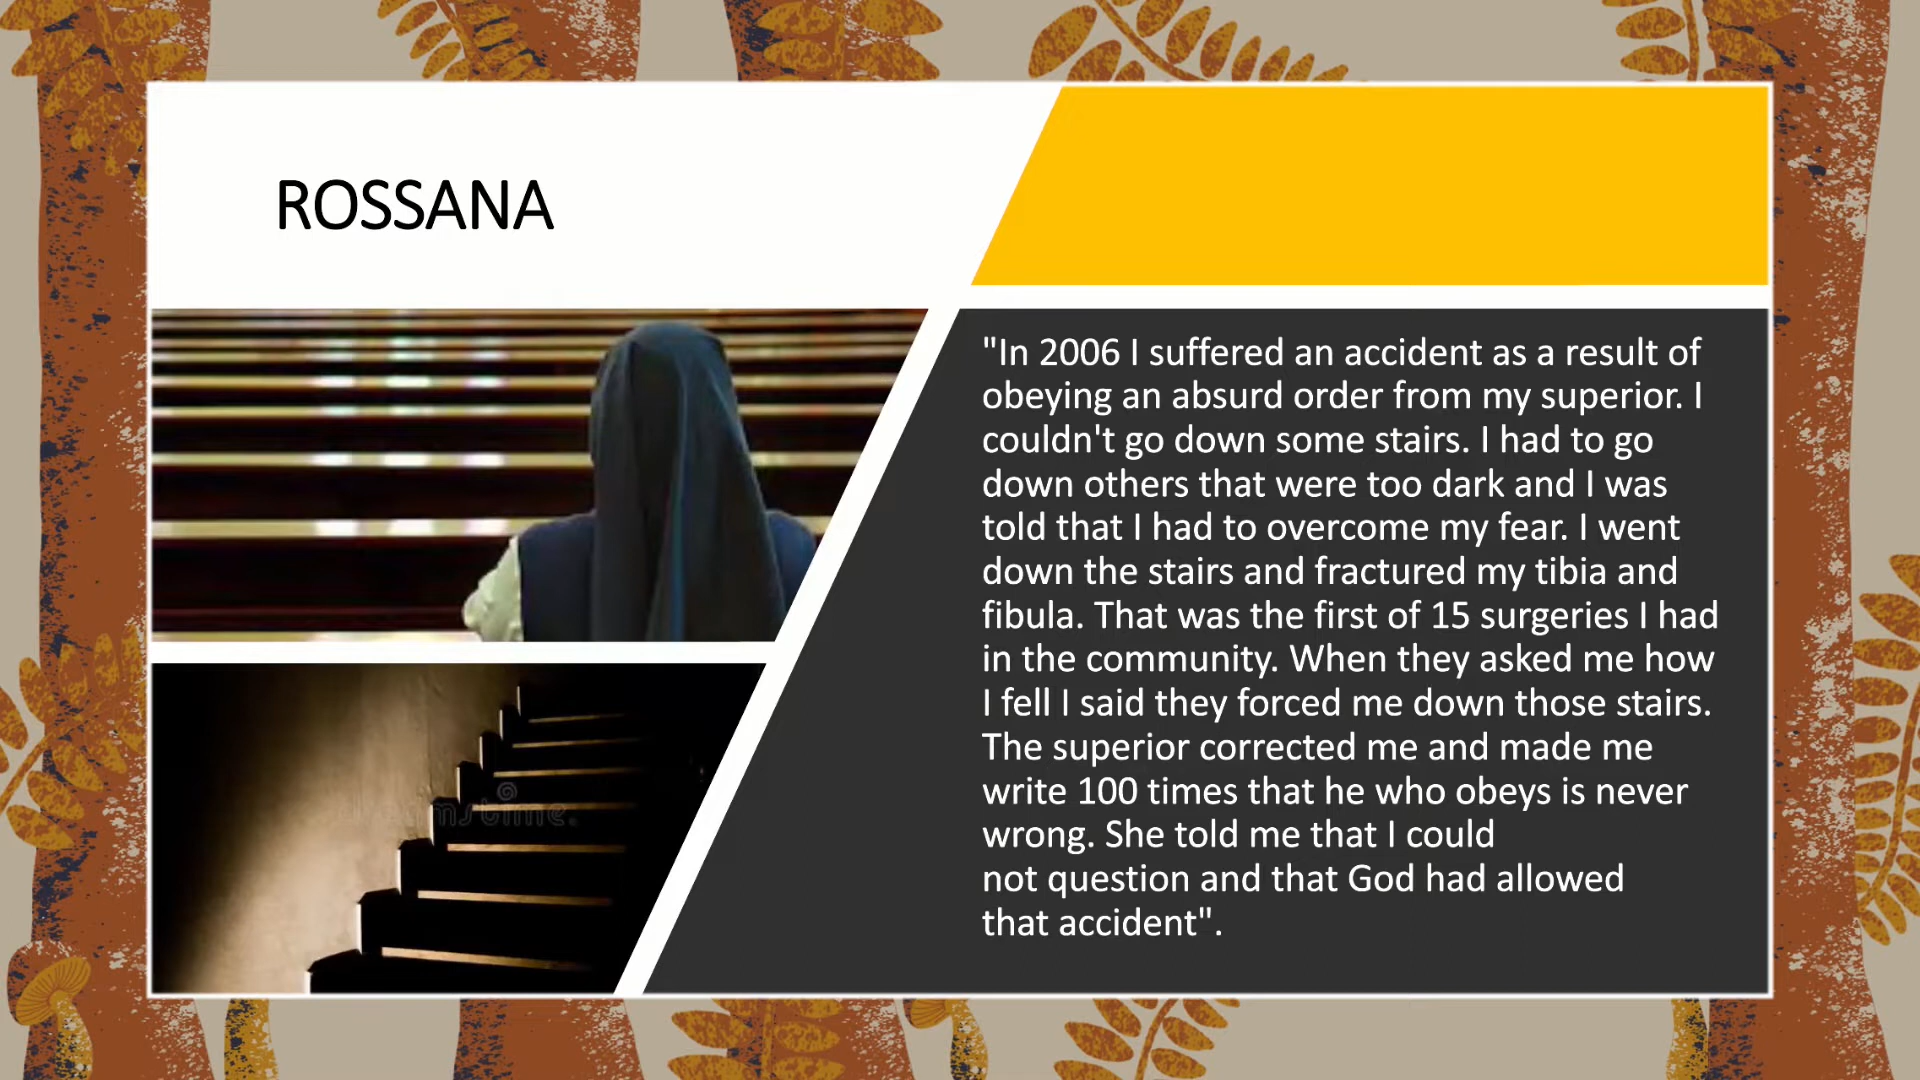 ROSSANA
"In 2006 I suffered an accident as a result of
obeying an absurd order from my superior. I
couldn't go down some stairs. I had to go
down others that were too dark and I was
told that I had to overcome my fear. I went
down the stairs and fractured my tibia and
fibula. That was the first of 15 surgeries I had
in the community. When they asked me how
I fell I said they forced me down those stairs.
The superior corrected me and made me
write 100 times that he who obeys is never
wrong. She told me that I could
not question and that God had allowed
that accident".